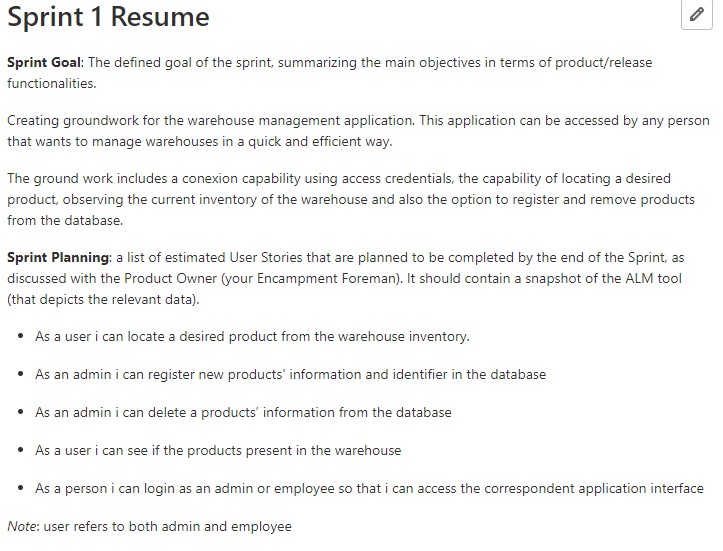 Sprint 1 Resume
Sprint Goal: The defined goal of the sprint, summarizing the main objectives in terms of product/release
functionalities.
Creating groundwork for the warehouse management application. This application can be accessed by any person
that wants to manage warehouses in a quick and efficient way.
The ground work includes a conexion capability using access credentials, the capability of locating a desired
product, observing the current inventory of the warehouse and also the option to register and remove products
from the database.
Sprint Planning: a list of estimated User Stories that are planned to be completed by the end of the Sprint, as
discussed with the Product Owner (your Encampment Foreman). It should contain a snapshot of the ALM tool
(that depicts the relevant data).
• As a user i can locate a desired product from the warehouse inventory.
• As an admin i can register new products' information and identifier in the database
• As an admin i can delete a products' information from the database
• As a user i can see if the products present in the warehouse
• As a person i can login as an admin or employee so that i can access the correspondent application interface
Note: user refers to both admin and employee